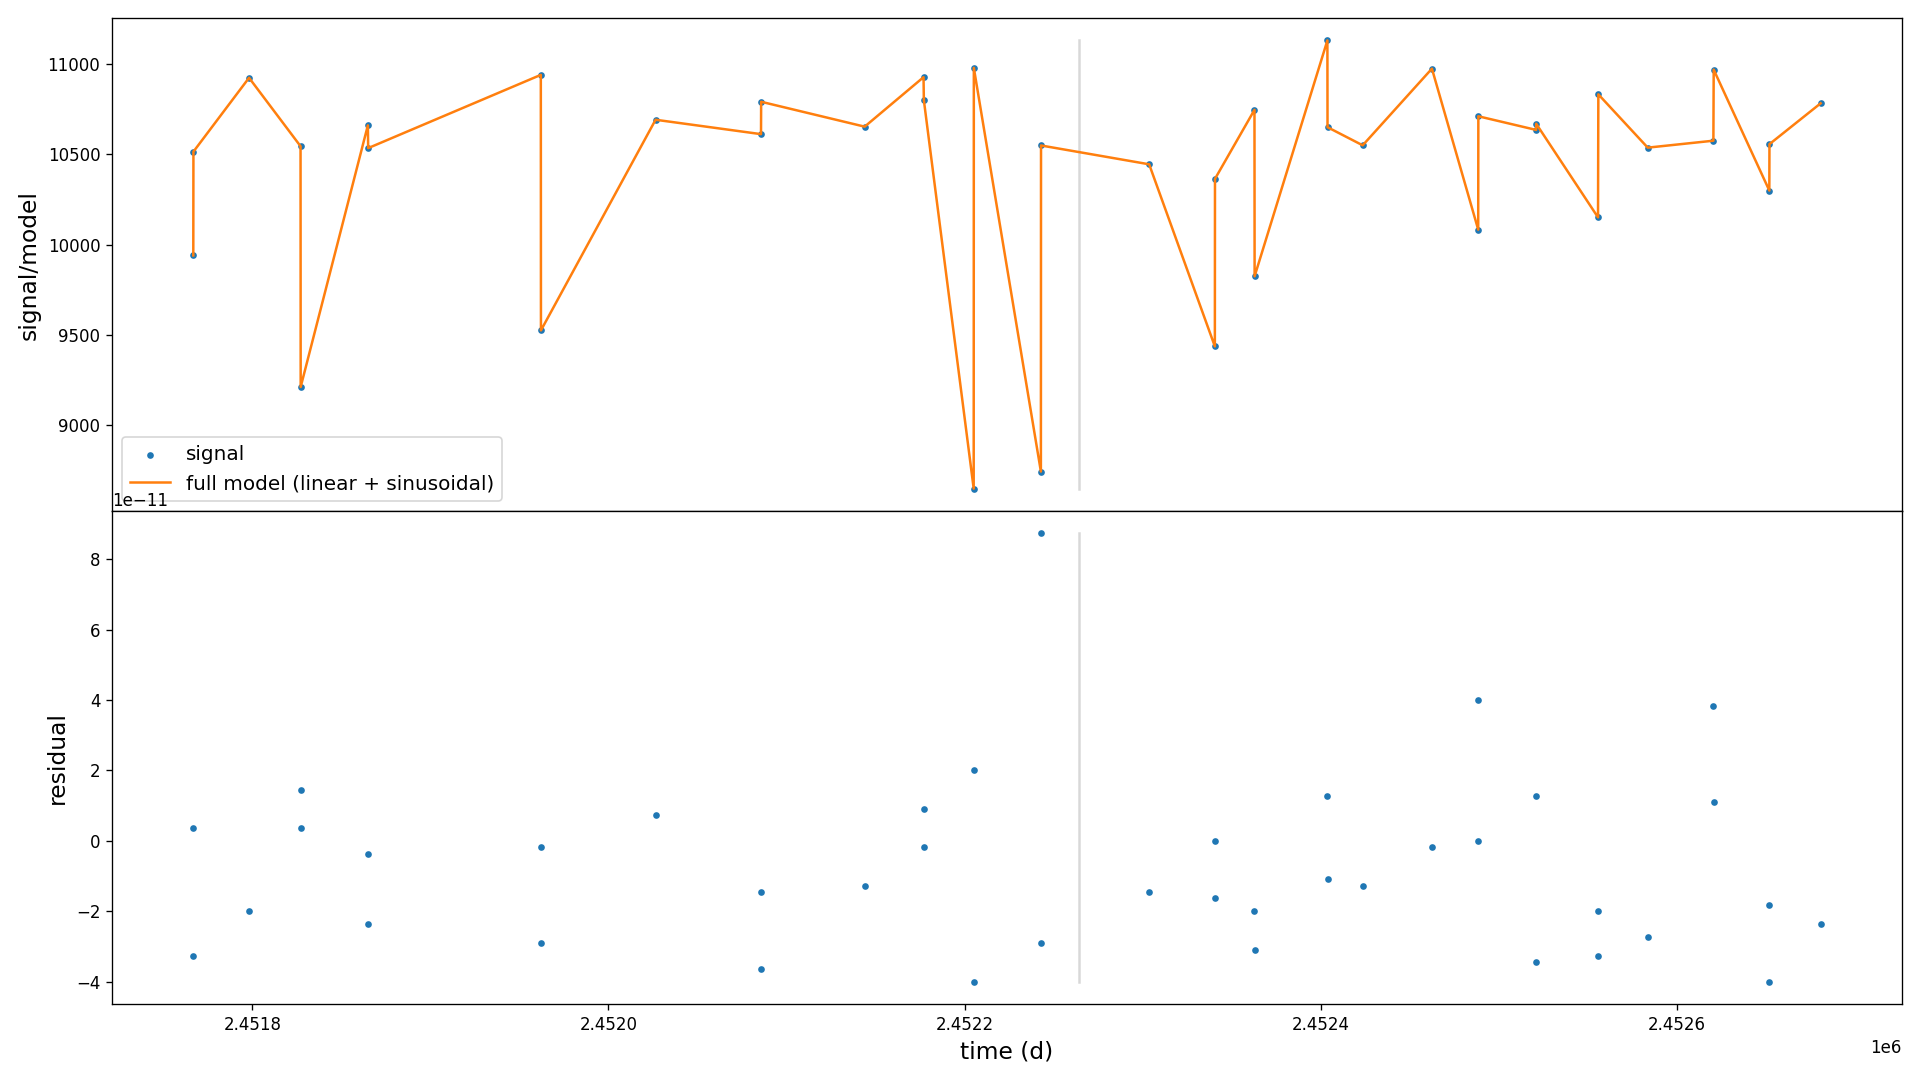 11000
10500
10000
9500
9000
signal/model
signal
full model (linear + sinusoidal)
1e−11
8
6
4
2
0
−2
−4
residual
2.4518
2.4520
2.4522
2.4524
2.4526
time (d)
1e6